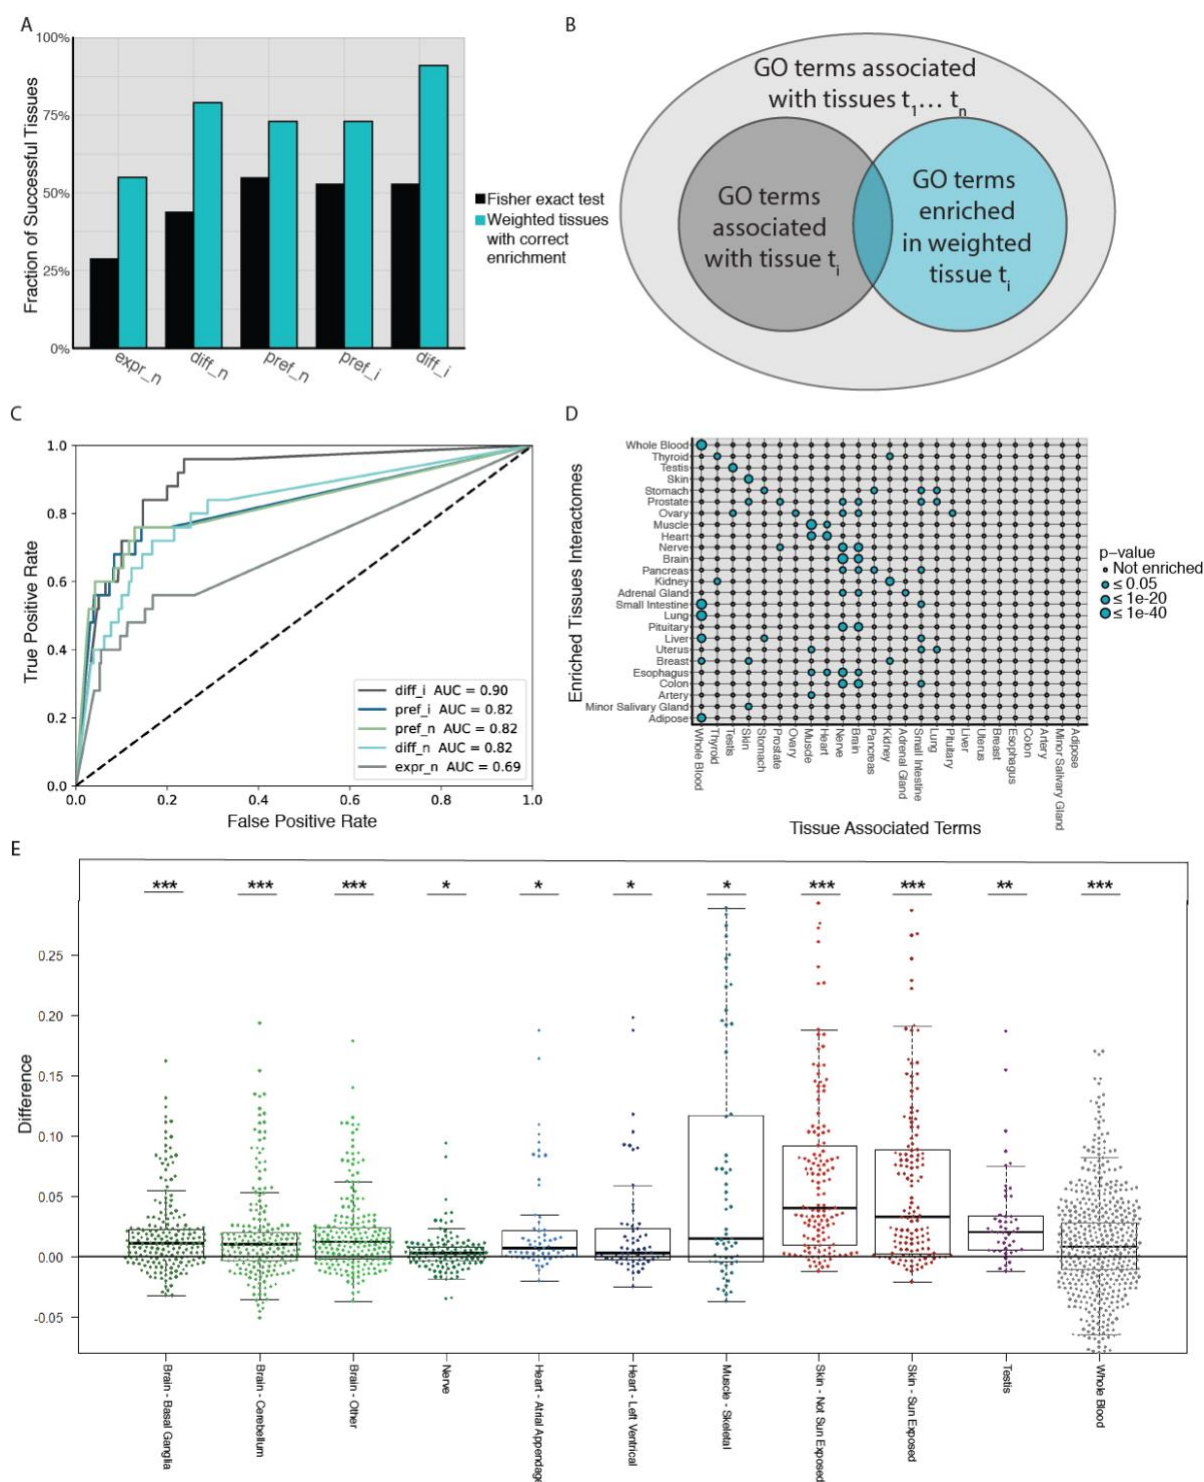 A
100%
75%
50%
25%
0%
Fraction of Successful Tissues
expr_n
diff_n
pref_n
pref_i
diff_i
Fisher exact test
Weighted tissues
with correct
enrichment
B
GO terms associated
with tissues t1... tn
GO terms
associated
with tissue ti
GO terms
enriched
in weighted
tissue ti
C
1.0
0.8
0.6
0.4
0.2
0.0
True Positive Rate
0.0 0.2 0.4 0.6 0.8 1.0
False Positive Rate
diff_i AUC = 0.90
pref_i AUC = 0.82
pref_n AUC = 0.82
diff_n AUC = 0.82
expr_n AUC = 0.69
D
Enriched Tissues Interactomes
Whole Blood
Thyroid
Testis
Skin
Stomach
Prostate
Ovary
Muscle
Heart
Nerve
Brain
Pancreas
Kidney
Adrenal Gland
Small Intestine
Lung
Pituitary
Liver
Uterus
Breast
Esophagus
Colon
Artery
Minor Salivary Gland
Adipose
Whole Blood
Thyroid
Testis
Skin
Stomach
Prostate
Ovary
Muscle
Heart
Nerve
Brain
Pancreas
Kidney
Adrenal Gland
Small Intestine
Lung
Pituitary
Liver
Uterus
Breast
Esophagus
Colon
Artery
Minor Salivary Gland
Adipose
Tissue Associated Terms
p-value
Not enriched
≤ 0.05
≤ 1e-20
≤ 1e-40
E
*** *** *** * * * * *** *** ** ***
0.25
0.20
0.15
0.10
0.05
0.00
-0.05
Difference
Brain - Basal Ganglia
Brain - Cerebellum
Brain - Other
Nerve
Heart - Atrial Appendage
Heart - Left Ventrical
Muscle - Skeletal
Skin - Not Sun Exposed
Skin - Sun Exposed
Testis
Whole Blood